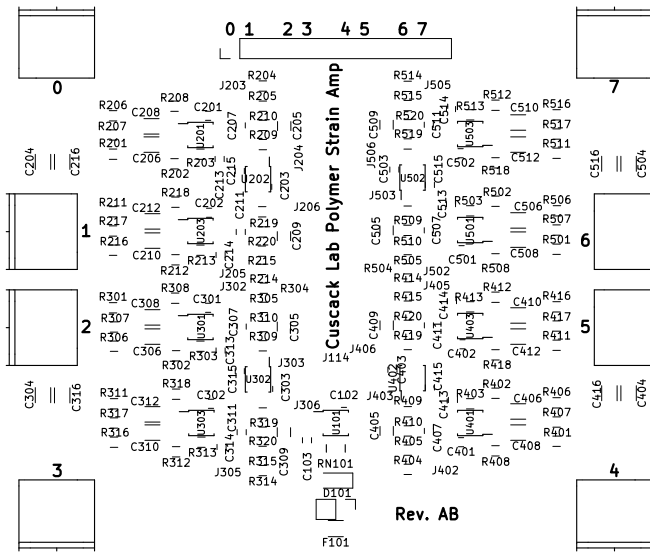 0 1 2 3 4 5 6 7
0
7
J203
R204
R205
R514
R515
J505
R206
R208
C201
C208
R207
R201
U201
C207
R210
R209
C205
C509
R520
R519
C511
C514
R513
R512
C510
U503
R516
R517
R511
C204
C216
C206
R203
R202
C213
C215
U202
J204
C203
J506
C503
U502
C515
C502
R518
C512
C516
C504
Cuscack Lab Polymer Strain Amp
R218
R211
C212
C202
R217
R216
U203
C211
J206
R219
R220
C209
J503
C513
R502
R503
C506
R506
R507
R501
R509
R510
C505
C507
U501
1
6
C210
R213
R212
C214
R215
J205
R214
R504
R505
J502
C501
R508
C508
J302
R308
R301
C308
C301
R305
R304
R414
R415
J405
R412
R413
C414
C410
R416
2
5
R307
R306
U301
C307
R310
R309
C305
C409
R420
R419
C411
U403
R417
R411
C306
R303
R302
C313
J303
J114
J406
C403
C402
R418
C412
R318
C315
U302
C303
U402
C415
C304
C316
C416
C404
R311
C312
C302
J306
C102
J403
R409
C413
R402
R403
C406
R406
R317
R316
U303
C311
R319
R320
U101
C405
R410
R405
C407
U401
R407
R401
C310
R313
R312
C314
J305
R315
R314
C309
C103
RN101
R404
J402
C401
R408
C408
3
4
D101
Rev. AB
F101